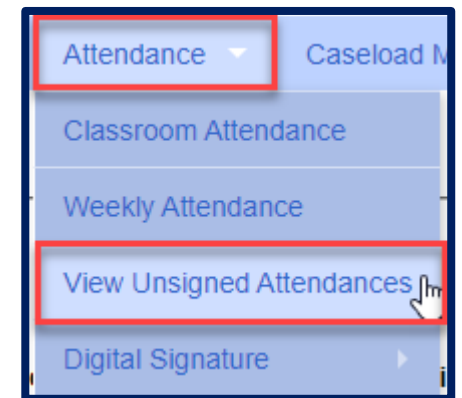 Attendance Caseload M
Classroom Attendance
Weekly Attendance
View Unsigned Attendances
Digital Signature